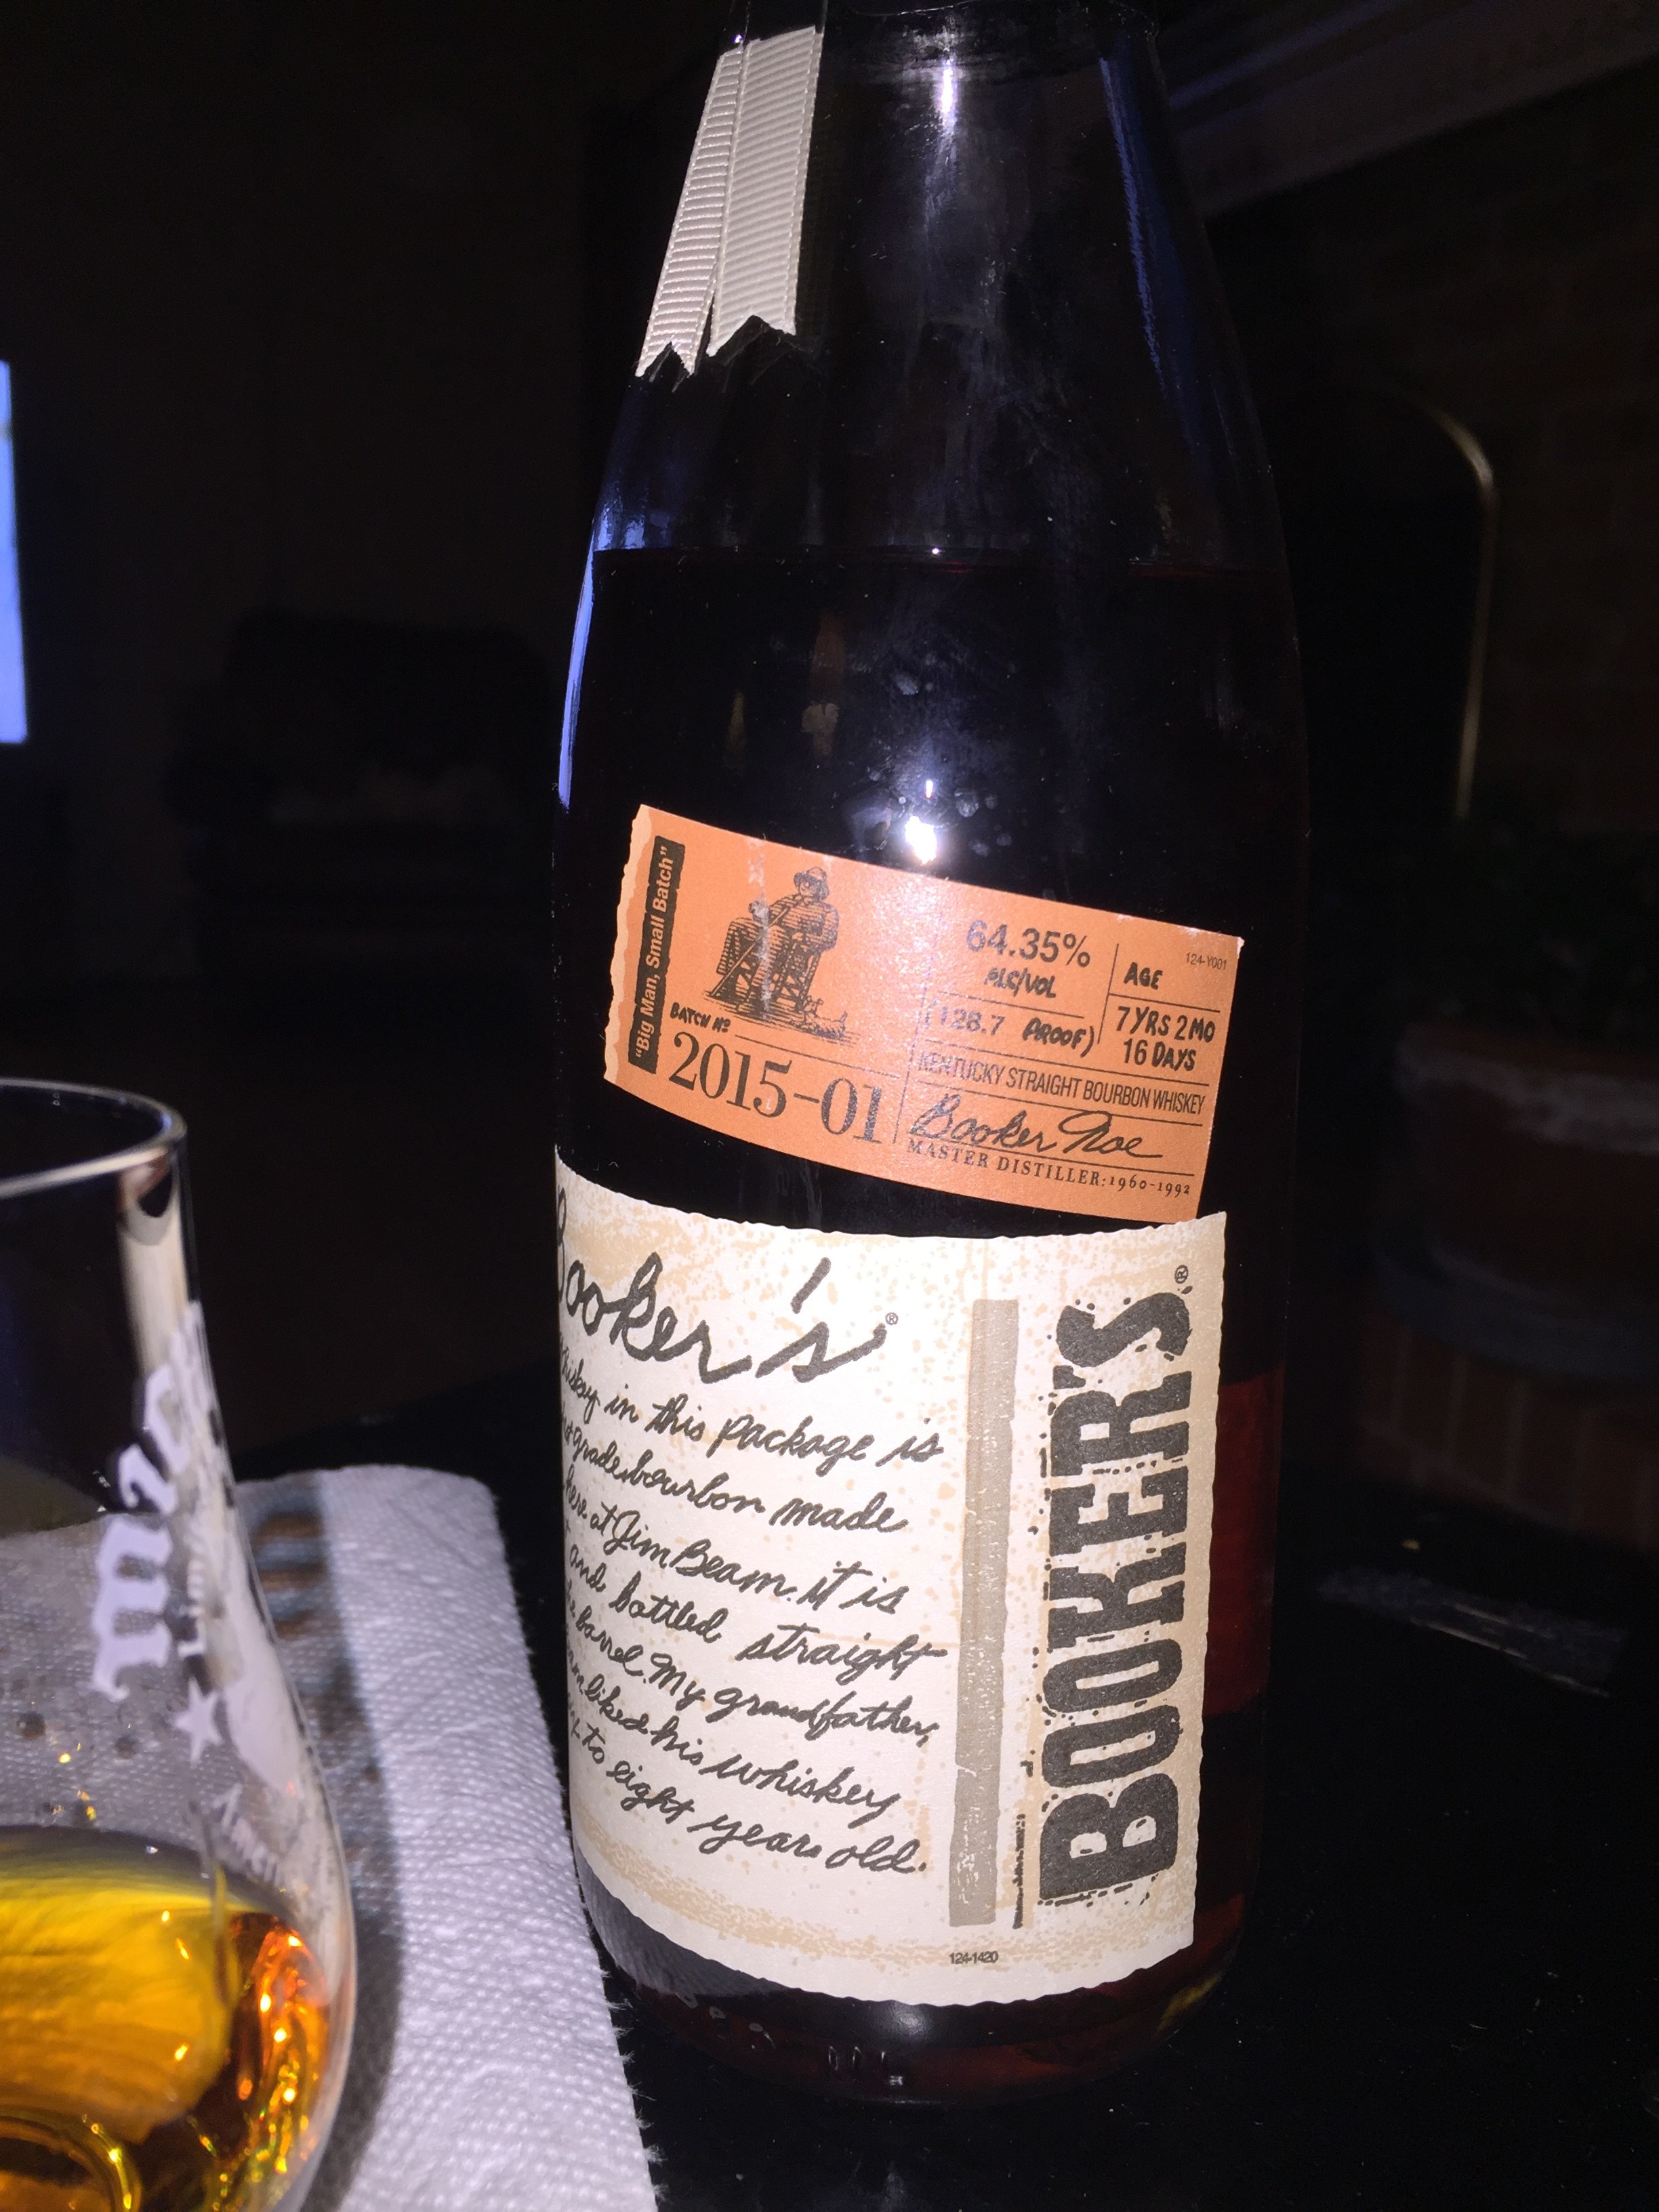 "Big Man, Small Batch"
BATCH Nº
2015-01
64.35%
ALC/VOL
(128.7 PROOF)
AGE
124-Y001
7 YRS 2 MO
16 DAYS
KENTUCKY STRAIGHT BOURBON WHISKEY
Booker Noe
MASTER DISTILLER: 1960-1992
Booker's®
in this package is
bourbon made
here at Jim Beam. it is
and bottled straight
barrel. My grandfather,
liked his whiskey
to eight years old.
BOOKER'S®
124-1420